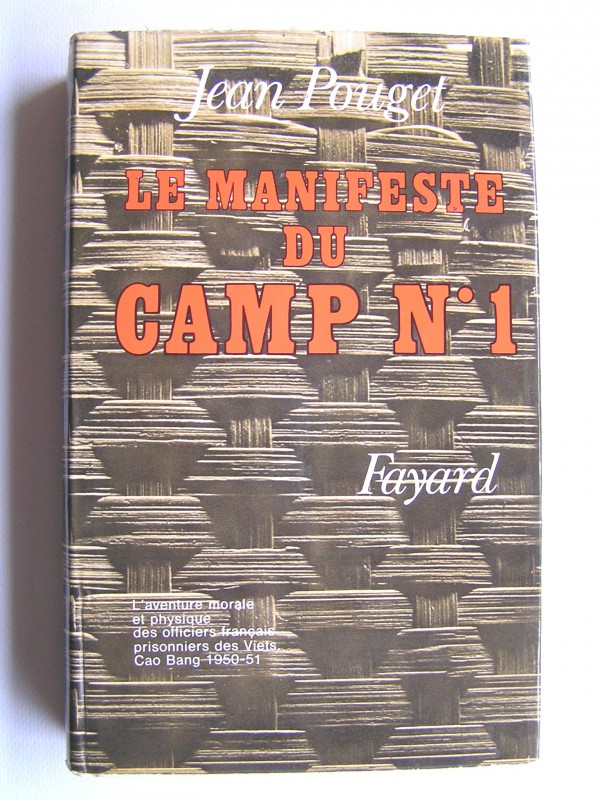 Jean Pouget
LE MANIFESTE
DU
CAMP N° 1
Fayard
L'aventure morale
et physique
des officiers français
prisonniers des Viets.
Cao Bang 1950-51